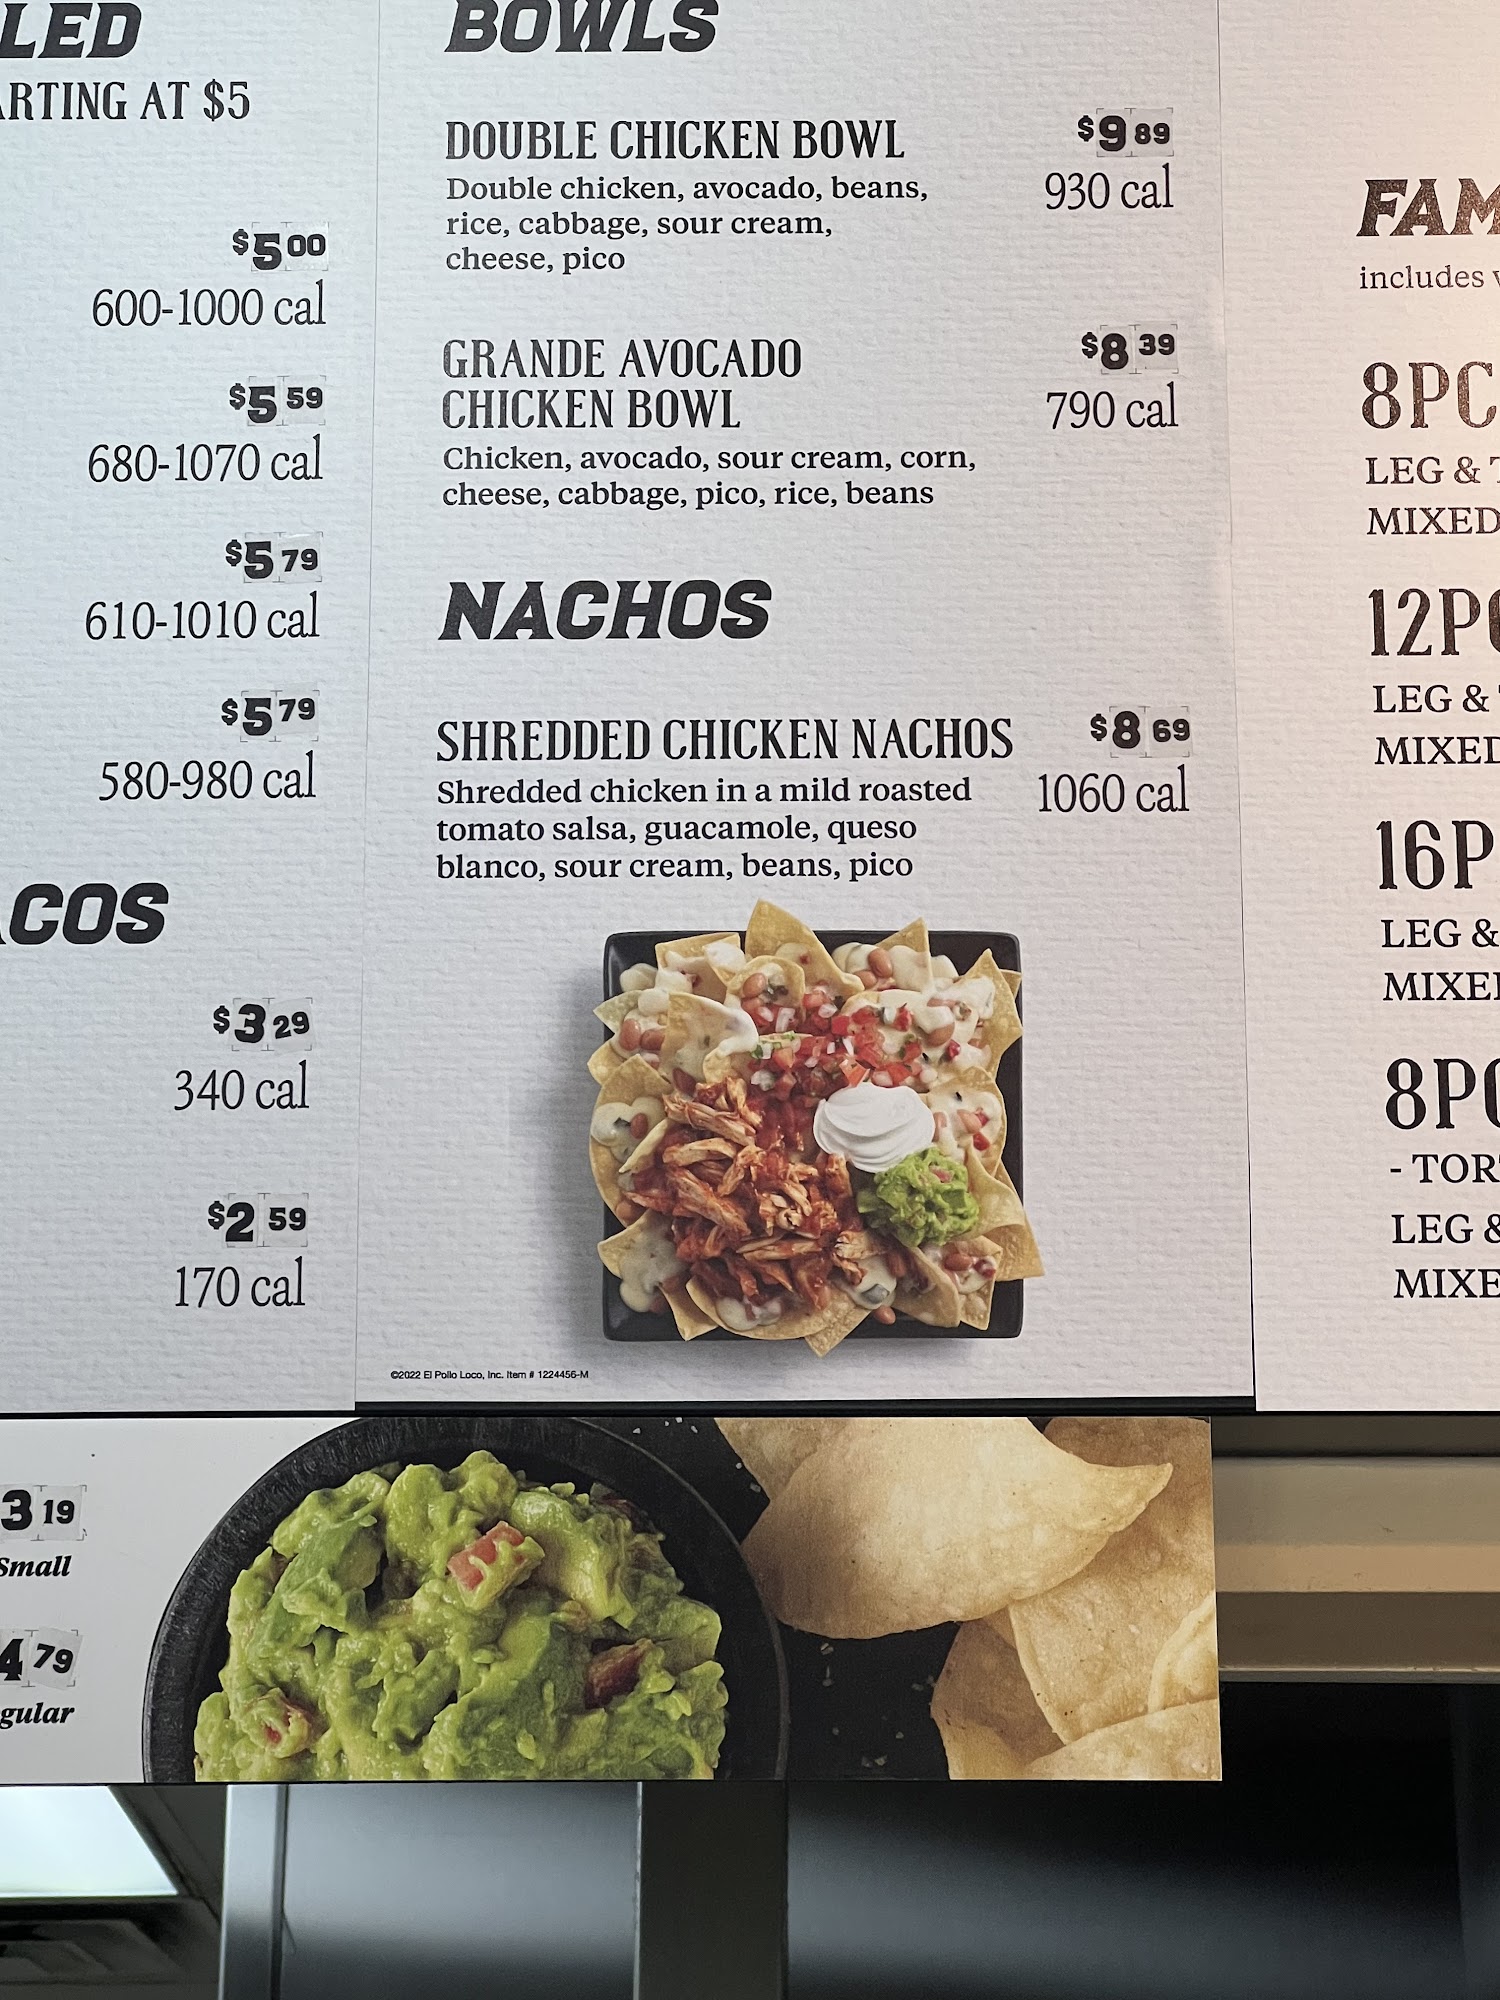 LED
ARTING AT $5
$5 00
600-1000 cal
$5 59
680-1070 cal
$5 79
610-1010 cal
$5 79
580-980 cal
ACOS
$3 29
340 cal
$2 59
170 cal
BOWLS
DOUBLE CHICKEN BOWL $9 89
Double chicken, avocado, beans, 930 cal
rice, cabbage, sour cream,
cheese, pico
GRANDE AVOCADO $8 39
CHICKEN BOWL 790 cal
Chicken, avocado, sour cream, corn,
cheese, cabbage, pico, rice, beans
NACHOS
SHREDDED CHICKEN NACHOS $8 69
Shredded chicken in a mild roasted 1060 cal
tomato salsa, guacamole, queso
blanco, sour cream, beans, pico
©2022 El Pollo Loco, Inc. Item # 1224456-M
FAM
includes
8PC
LEG &
MIXED
12PC
LEG &
MIXED
16P
LEG &
MIXE
8PC
- TOR
LEG &
MIXE
3 19
Small
4 79
gular